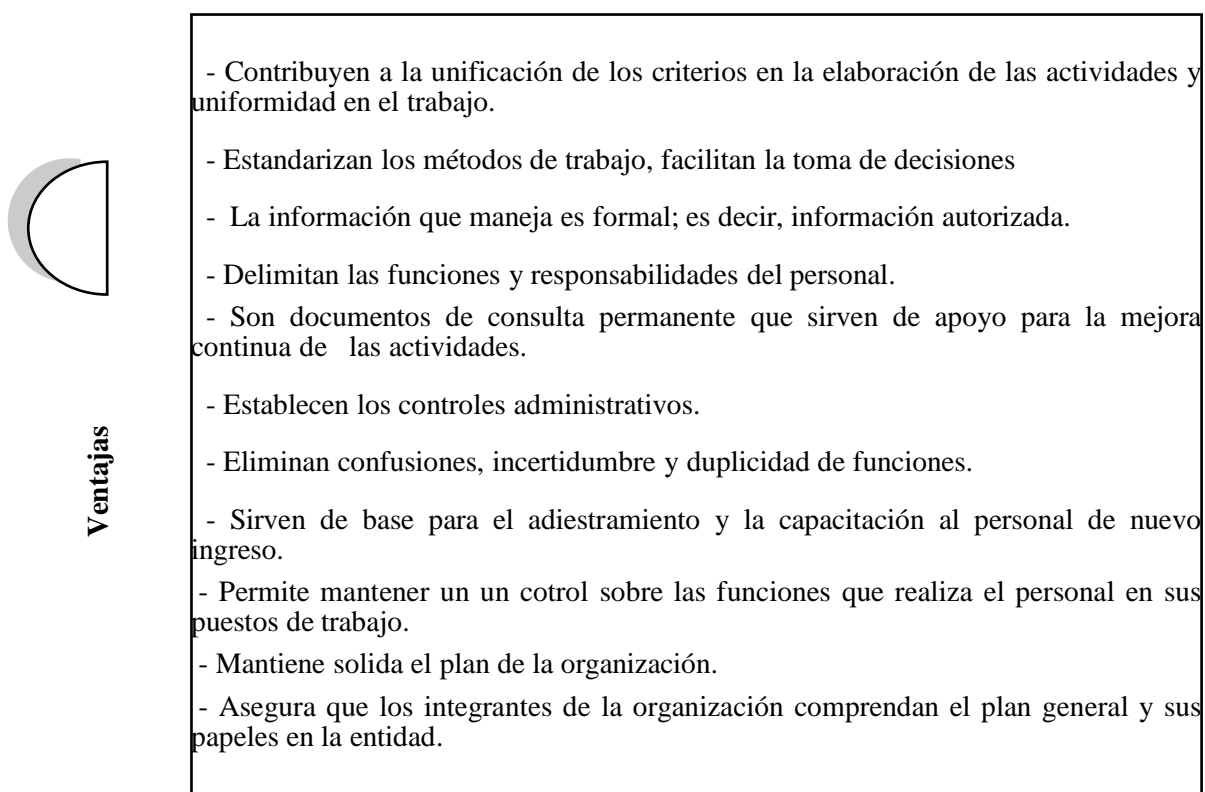 - Contribuyen a la unificación de los criterios en la elaboración de las actividades y
uniformidad en el trabajo.
- Estandarizan los métodos de trabajo, facilitan la toma de decisiones
- La información que maneja es formal; es decir, información autorizada.
- Delimitan las funciones y responsabilidades del personal.
- Son documentos de consulta permanente que sirven de apoyo para la mejora
continua de las actividades.
- Establecen los controles administrativos.
- Eliminan confusiones, incertidumbre y duplicidad de funciones.
- Sirven de base para el adiestramiento y la capacitación al personal de nuevo
ingreso.
- Permite mantener un un cotrol sobre las funciones que realiza el personal en sus
puestos de trabajo.
- Mantiene solida el plan de la organización.
- Asegura que los integrantes de la organización comprendan el plan general y sus
papeles en la entidad.
Ventajas